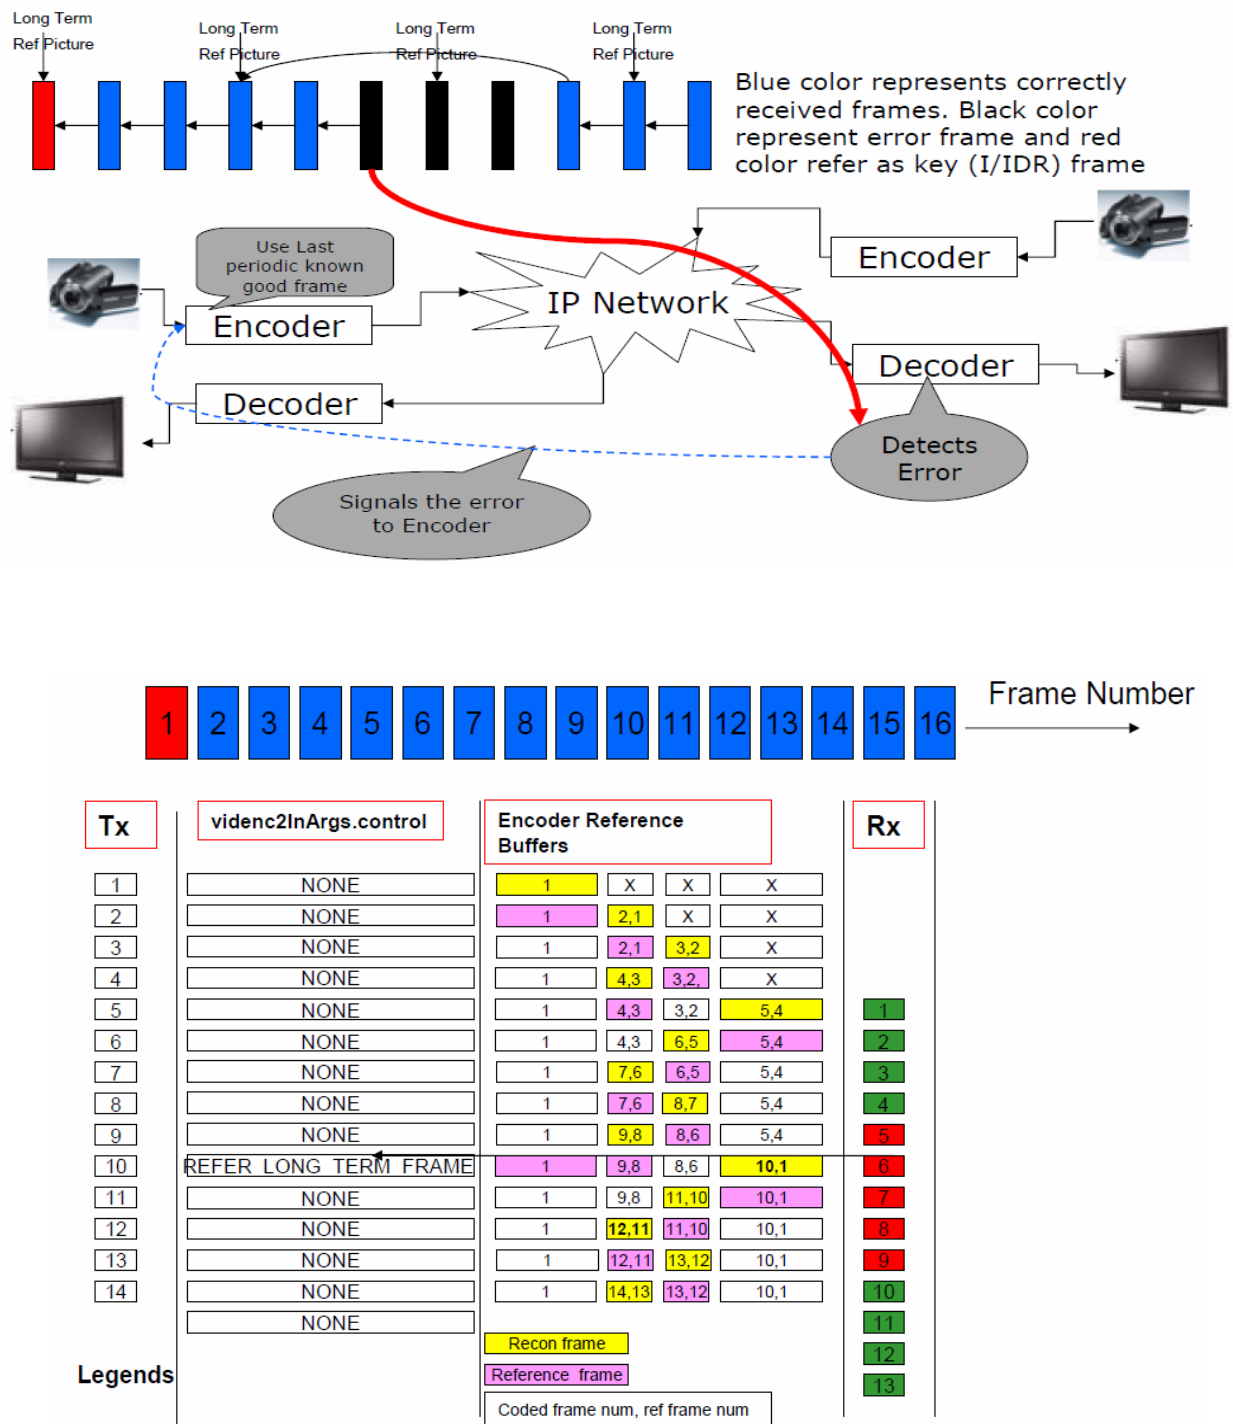 Long Term
Ref Picture
Long Term
Ref Picture
Long Term
Ref Picture
Long Term
Ref Picture
Blue color represents correctly
received frames. Black color
represent error frame and red
color refer as key (I/IDR) frame
Use Last
periodic known
good frame
Encoder
IP Network
Encoder
Decoder
Decoder
Detects
Error
Signals the error
to Encoder
1 2 3 4 5 6 7 8 9 10 11 12 13 14 15 16 Frame Number
Tx videnc2InArgs.control Encoder Reference Rx
Buffers
1 NONE 1 X X X
2 NONE 1 2,1 X X
3 NONE 1 2,1 3,2 X
4 NONE 1 4,3 3,2, X
5 NONE 1 4,3 3,2 5,4 1
6 NONE 1 4,3 6,5 5,4 2
7 NONE 1 7,6 6,5 5,4 3
8 NONE 1 7,6 8,7 5,4 4
9 NONE 1 9,8 8,6 5,4 5
10 REFER_LONG_TERM_FRAME 1 9,8 8,6 10,1 6
11 NONE 1 9,8 11,10 10,1 7
12 NONE 1 12,11 11,10 10,1 8
13 NONE 1 12,11 13,12 10,1 9
14 NONE 1 14,13 13,12 10,1 10
NONE 11
Recon frame 12
Legends Reference frame 13
Coded frame num, ref frame num